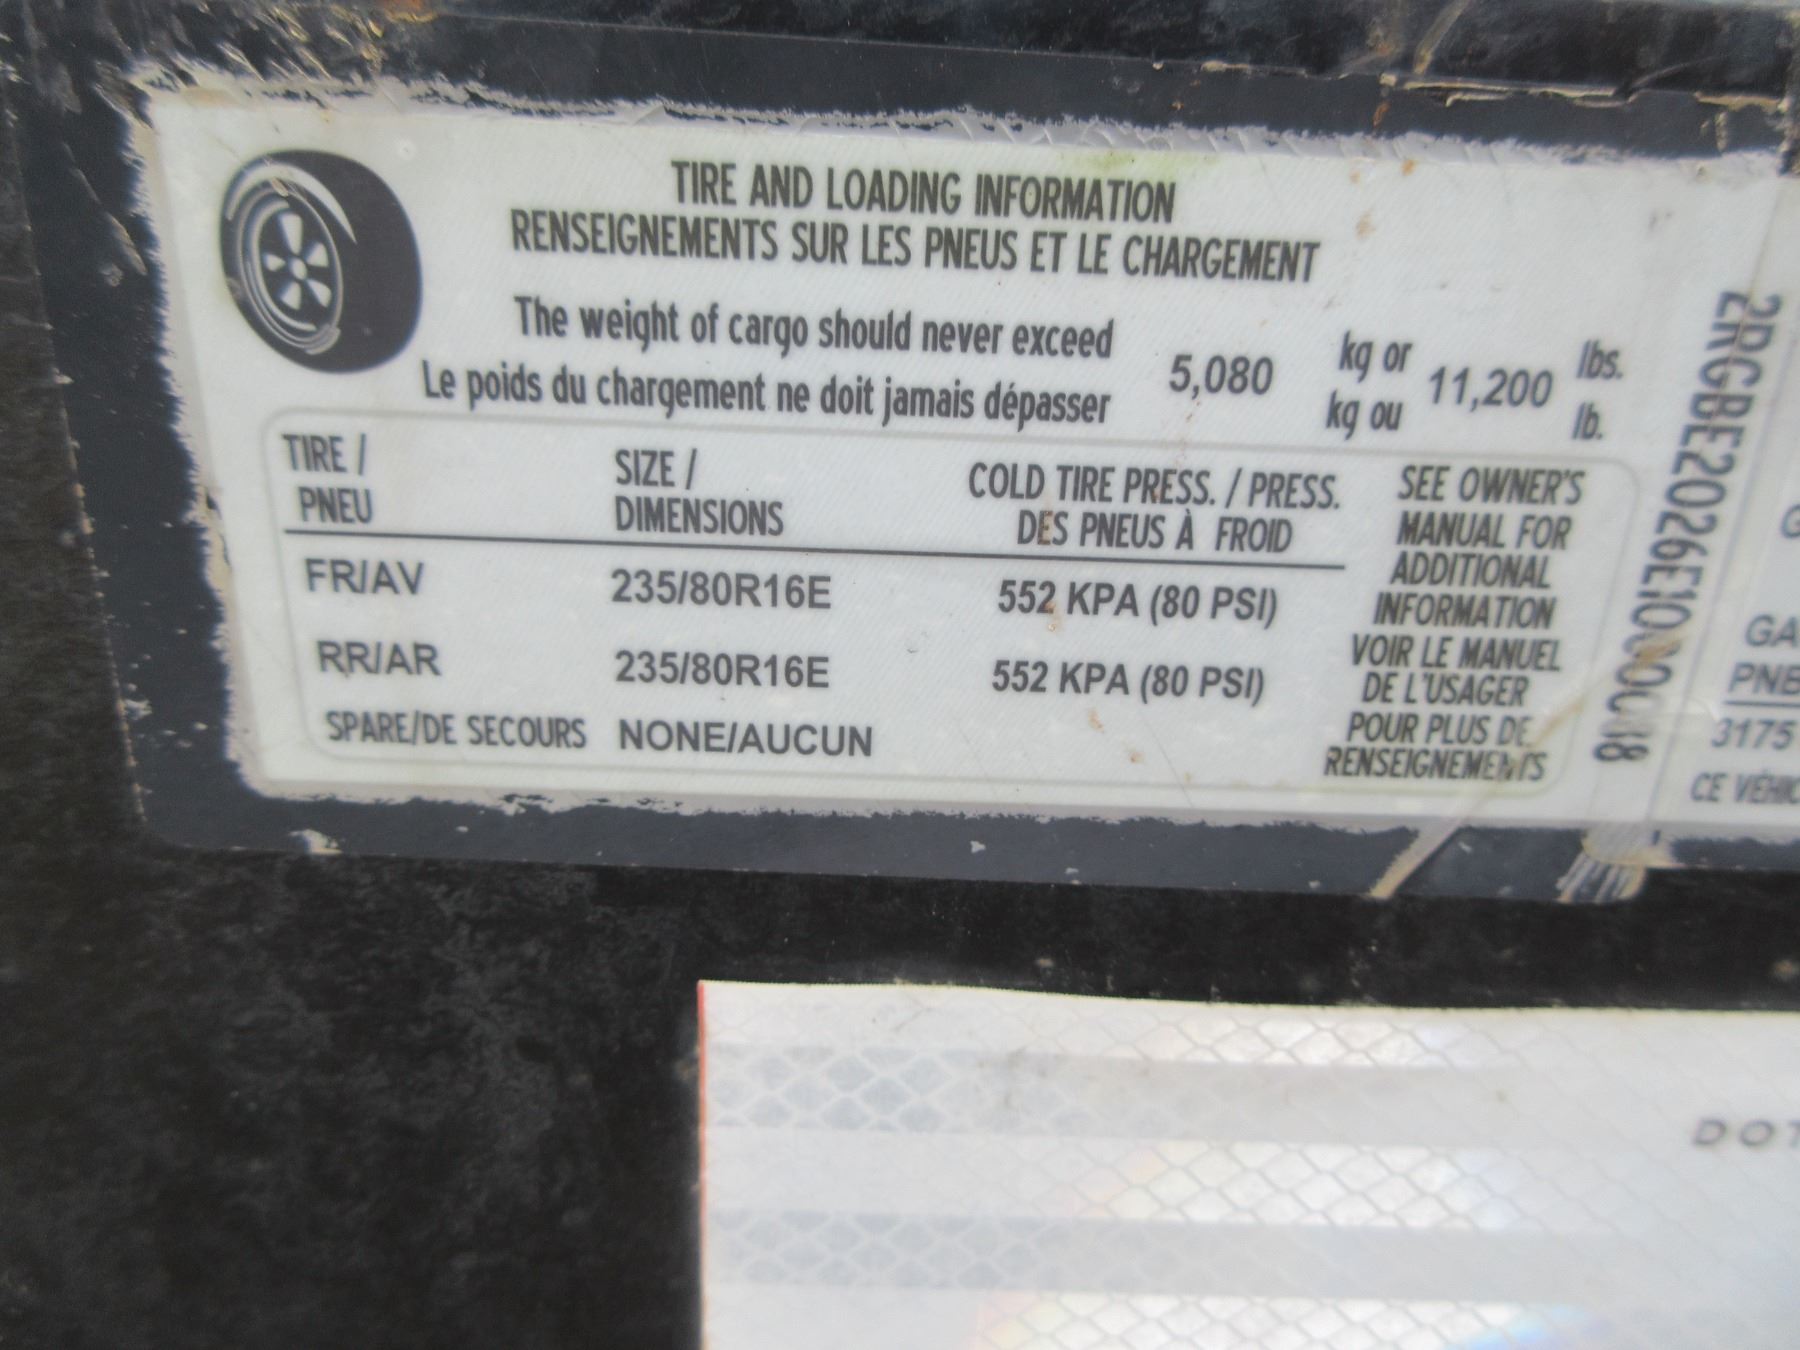 TIRE AND LOADING INFORMATION
RENSEIGNEMENTS SUR LES PNEUS ET LE CHARGEMENT
The weight of cargo should never exceed
Le poids du chargement ne doit jamais dépasser
5,080
kg or
kg ou
11,200
lbs.
lb.
TIRE /
PNEU
SIZE /
DIMENSIONS
COLD TIRE PRESS. / PRESS.
DES PNEUS À FROID
FR/AV 235/80R16E 552 KPA (80 PSI)
RR/AR 235/80R16E 552 KPA (80 PSI)
SPARE/DE SECOURS NONE/AUCUN
SEE OWNER'S
MANUAL FOR
ADDITIONAL
INFORMATION
VOIR LE MANUEL
DE L'USAGER
POUR PLUS DE
RENSEIGNEMENTS
G
GA
PNB
3175
CE
DOT